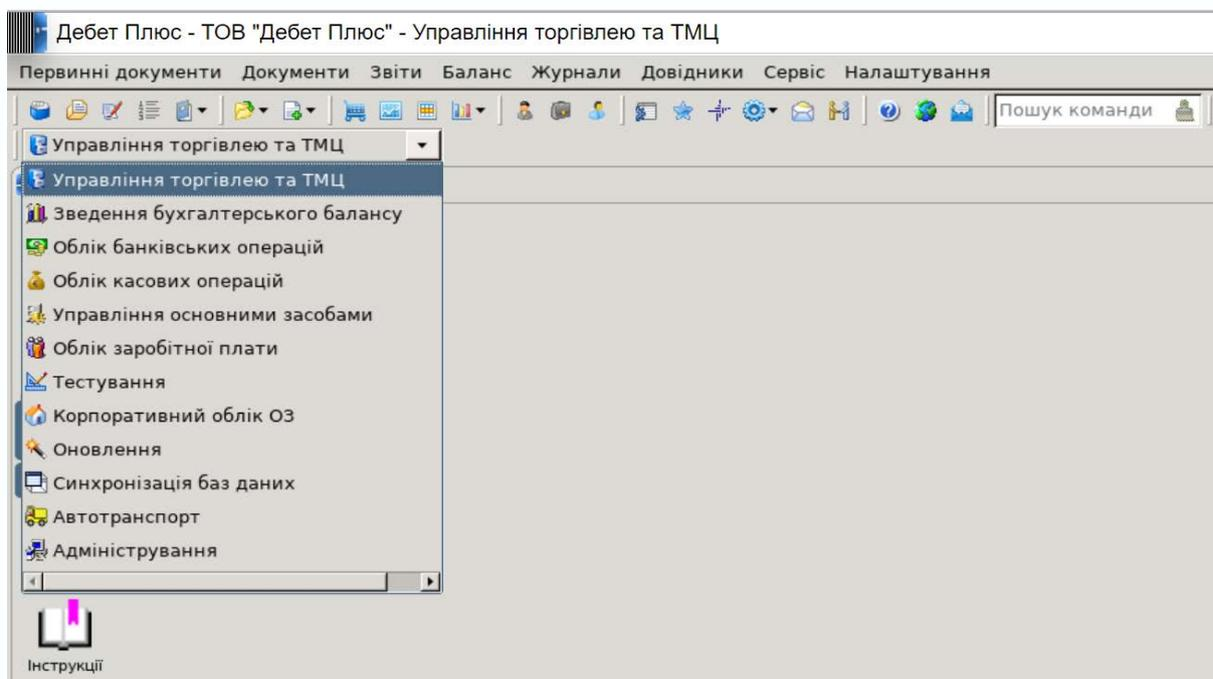 Дебет Плюс - ТОВ "Дебет Плюс" - Управління торгівлею та ТМЦ
Первинні документи Документи Звіти Баланс Журнали Довідники Сервіс Налаштування
Пошук команди
Управління торгівлею та ТМЦ
Управління торгівлею та ТМЦ
Зведення бухгалтерського балансу
Облік банківських операцій
Облік касових операцій
Управління основними засобами
Облік заробітної плати
Тестування
Корпоративний облік ОЗ
Оновлення
Синхронізація баз даних
Автотранспорт
Адміністрування
Інструкції